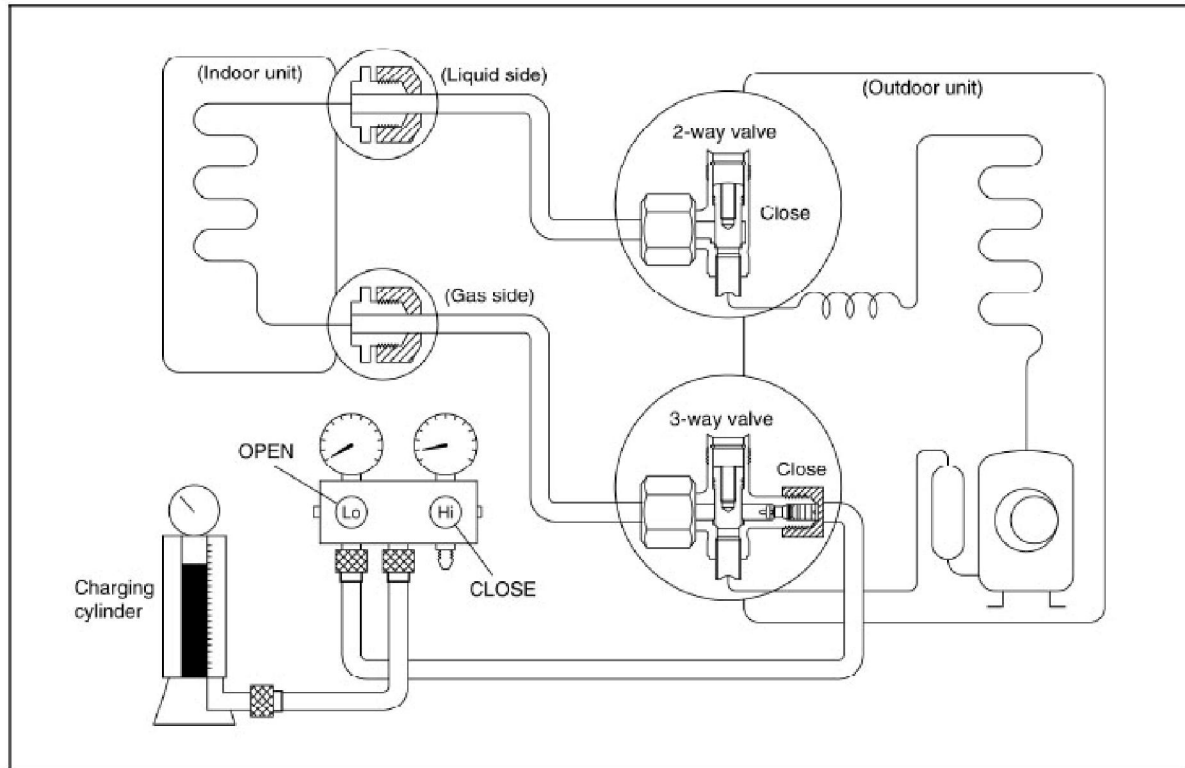 (Indoor unit)
(Liquid side)
(Outdoor unit)
2-way valve
Close
(Gas side)
3-way valve
Close
OPEN
Lo
Hi
CLOSE
Charging
cylinder